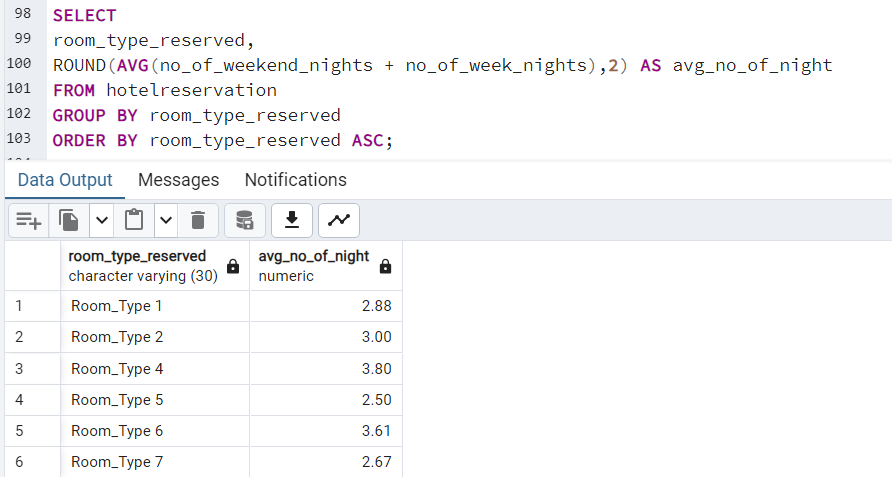 98 SELECT
99 room_type_reserved,
100 ROUND(AVG(no_of_weekend_nights + no_of_week_nights),2) AS avg_no_of_night
101 FROM hotelreservation
102 GROUP BY room_type_reserved
103 ORDER BY room_type_reserved ASC;
Data Output Messages Notifications
room_type_reserved avg_no_of_night
character varying (30) numeric
1 Room_Type 1 2.88
2 Room_Type 2 3.00
3 Room_Type 4 3.80
4 Room_Type 5 2.50
5 Room_Type 6 3.61
6 Room_Type 7 2.67